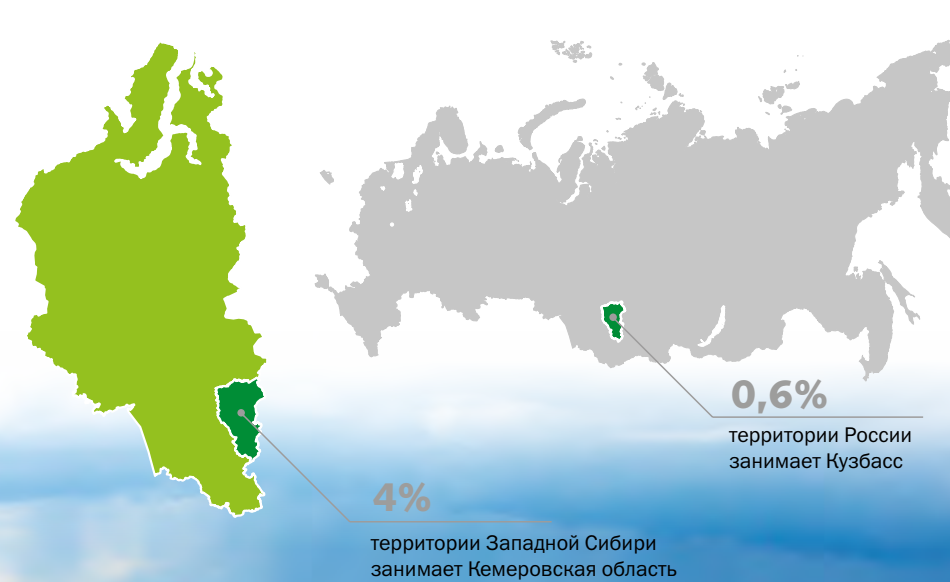 0,6%
территории России
занимает Кузбасс
4%
территории Западной Сибири
занимает Кемеровская область